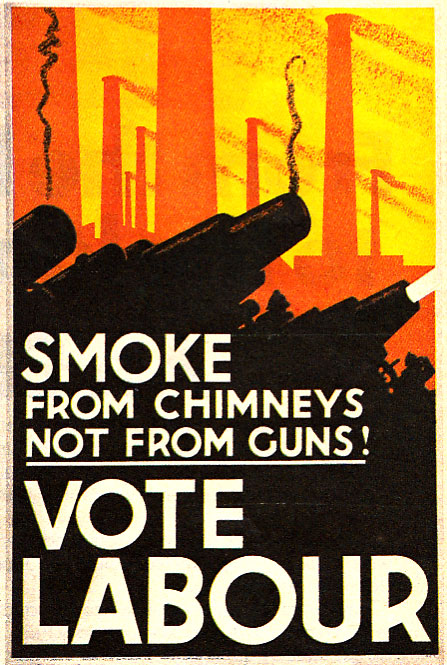 SMOKE
FROM CHIMNEYS
NOT FROM GUNS!
VOTE
LABOUR